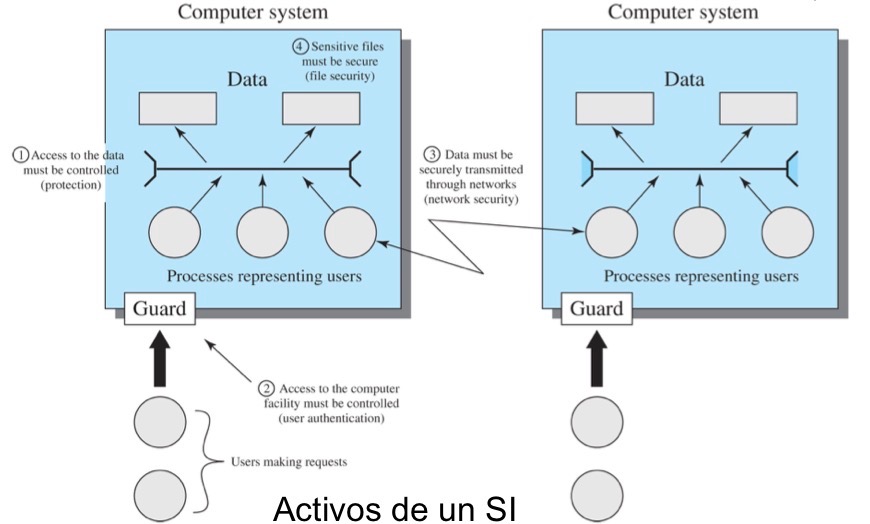 Computer system
④ Sensitive files
must be secure
(file security)
Data
① Access to the data
must be controlled
(protection)
Processes representing users
Guard
② Access to the computer
facility must be controlled
(user authentication)
Users making requests
③ Data must be
securely transmitted
through networks
(network security)
Computer system
Data
Processes representing users
Guard
Activos de un SI